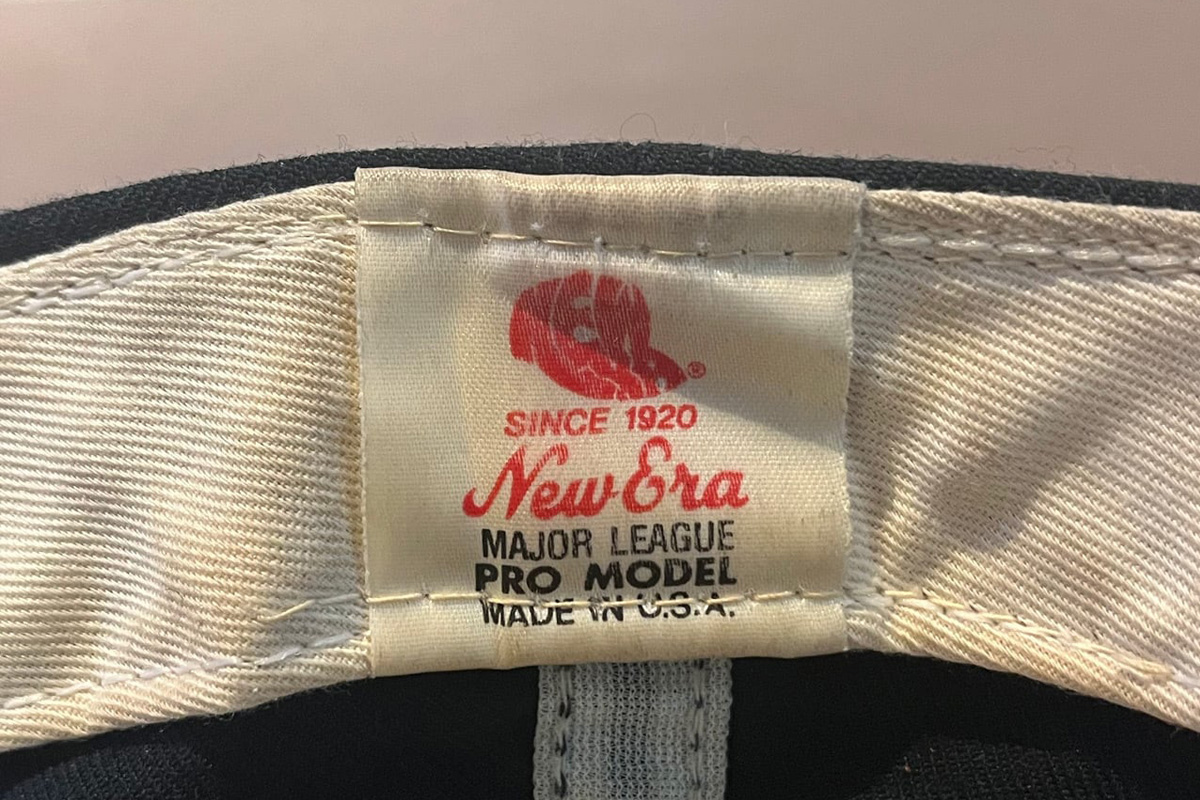 ®
SINCE 1920
New Era
MAJOR LEAGUE
PRO MODEL
MADE IN U.S.A.